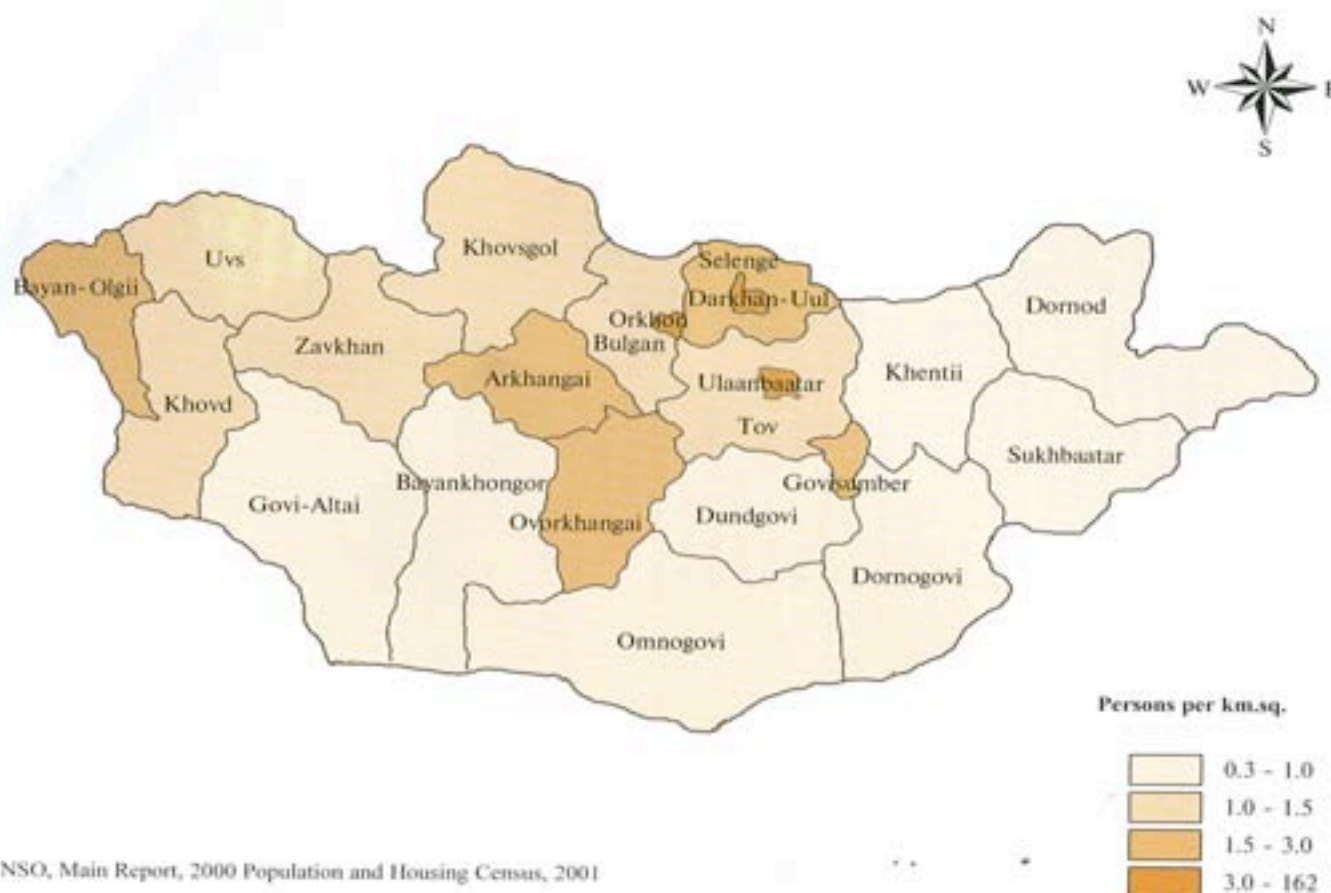 N
W
E
S
Khovsgol
Uvs
Selenge
Bayan-Olgii
Darkhan-Uul
Dornod
Orkhon
Bulgan
Zavkhan
Arkhangai
Ulaanbaatar
Khentii
Khovd
Tov
Sukhbaatar
Bayankhongor
Govisumber
Govi-Altai
Ovorkhangai
Dundgovi
Dornogovi
Omnogovi
Persons per km.sq.
0.3 - 1.0
1.0 - 1.5
1.5 - 3.0
3.0 - 162
NSO, Main Report, 2000 Population and Housing Census, 2001